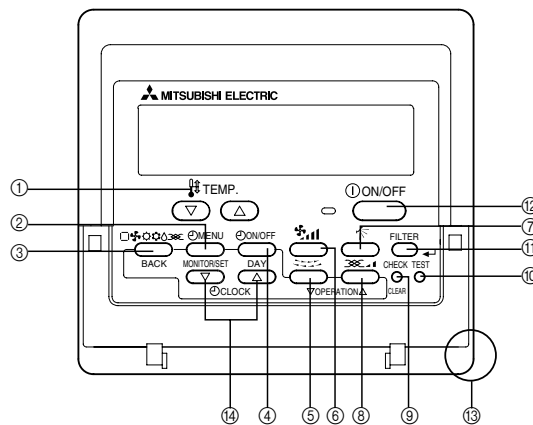 MITSUBISHI ELECTRIC
① TEMP. ON/OFF
⑫
② MENU ON/OFF ⑦
FILTER
⑪
③ BACK MONITOR/SET DAY CHECK TEST ⑩
CLOCK ▽OPERATION△ CLEAR
⑭ ④ ⑤ ⑥ ⑧ ⑨ ⑬